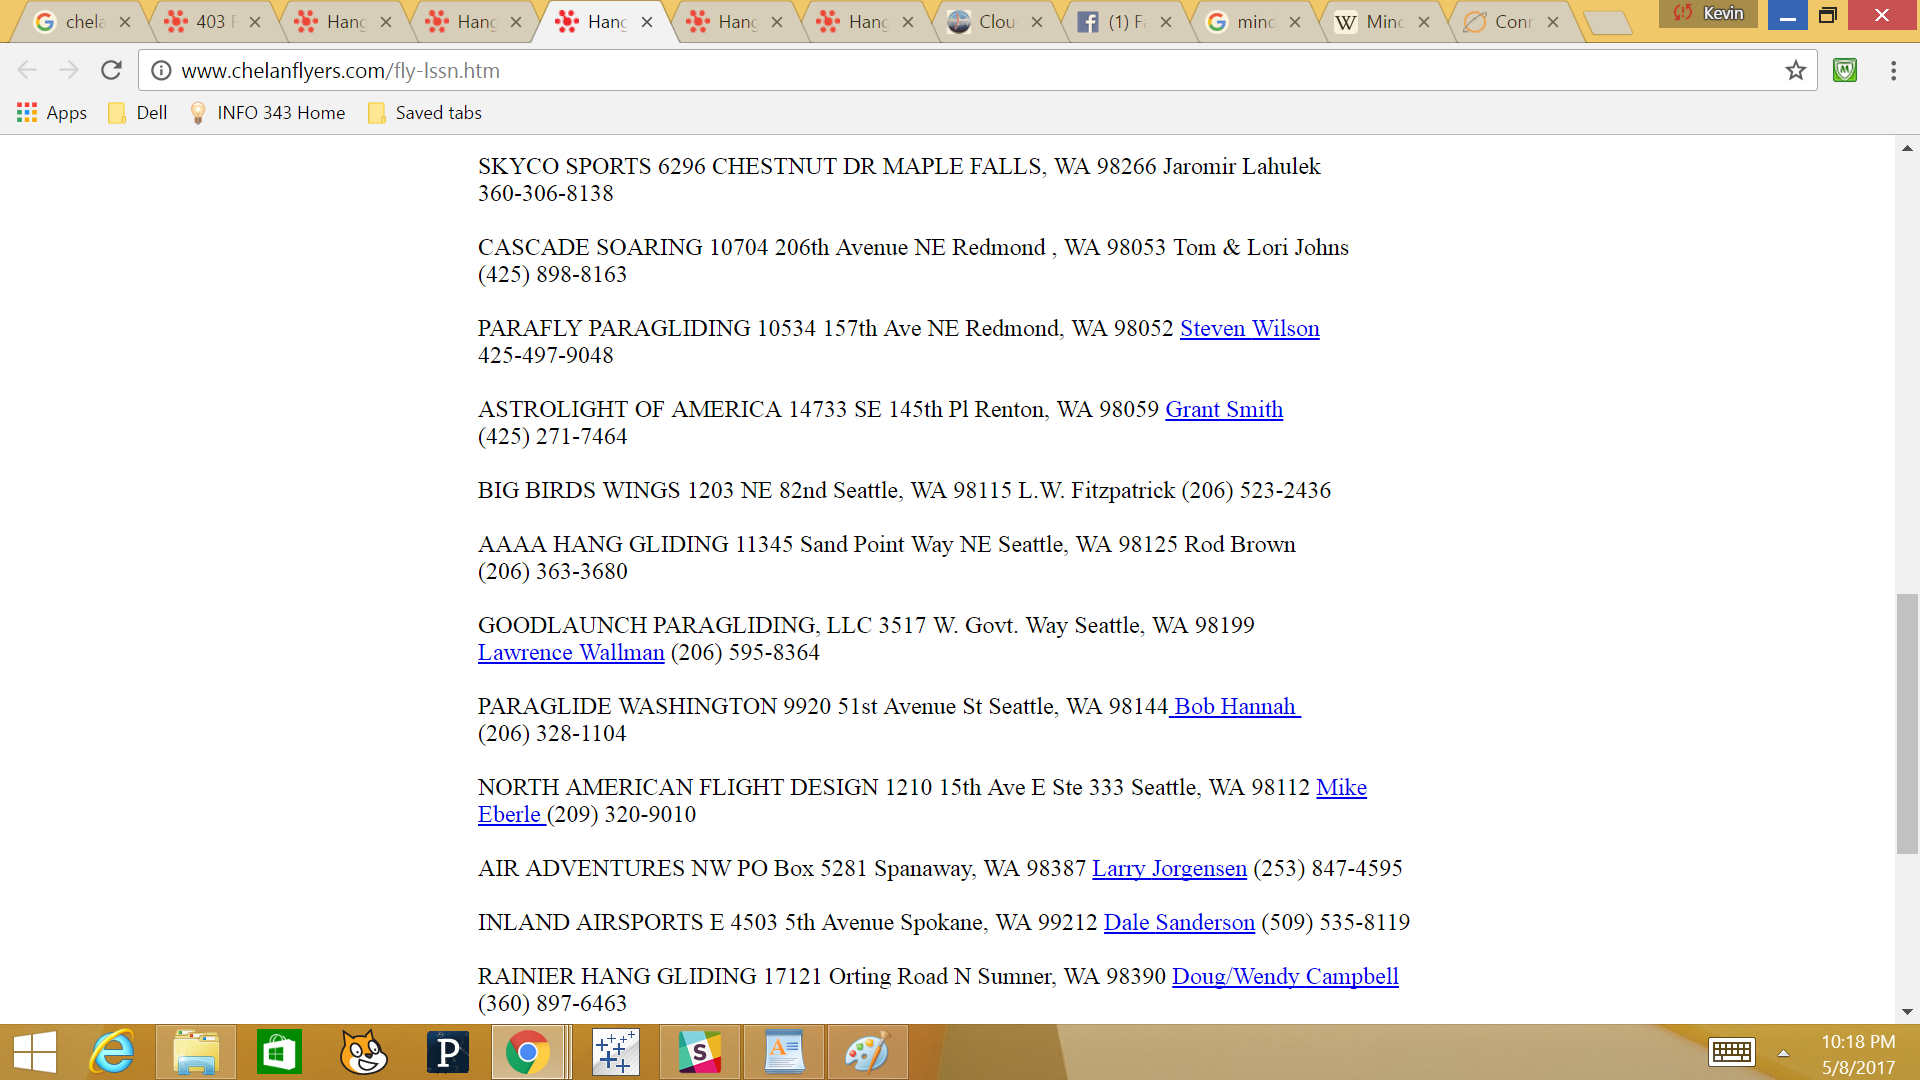 chela
403 F
Hang
Hang
Hang
Hang
Hang
Clou
(1) Fa
mind
Minc
Conr
Kevin
www.chelanflyers.com/fly-lssn.htm
Apps Dell INFO 343 Home Saved tabs
SKYCO SPORTS 6296 CHESTNUT DR MAPLE FALLS, WA 98266 Jaromir Lahulek
360-306-8138
CASCADE SOARING 10704 206th Avenue NE Redmond , WA 98053 Tom & Lori Johns
(425) 898-8163
PARAFLY PARAGLIDING 10534 157th Ave NE Redmond, WA 98052 Steven Wilson
425-497-9048
ASTROLIGHT OF AMERICA 14733 SE 145th Pl Renton, WA 98059 Grant Smith
(425) 271-7464
BIG BIRDS WINGS 1203 NE 82nd Seattle, WA 98115 L.W. Fitzpatrick (206) 523-2436
AAAA HANG GLIDING 11345 Sand Point Way NE Seattle, WA 98125 Rod Brown
(206) 363-3680
GOODLAUNCH PARAGLIDING, LLC 3517 W. Govt. Way Seattle, WA 98199
Lawrence Wallman (206) 595-8364
PARAGLIDE WASHINGTON 9920 51st Avenue St Seattle, WA 98144 Bob Hannah
(206) 328-1104
NORTH AMERICAN FLIGHT DESIGN 1210 15th Ave E Ste 333 Seattle, WA 98112 Mike
Eberle (209) 320-9010
AIR ADVENTURES NW PO Box 5281 Spanaway, WA 98387 Larry Jorgensen (253) 847-4595
INLAND AIRSPORTS E 4503 5th Avenue Spokane, WA 99212 Dale Sanderson (509) 535-8119
RAINIER HANG GLIDING 17121 Orting Road N Sumner, WA 98390 Doug/Wendy Campbell
(360) 897-6463
10:18 PM
5/8/2017